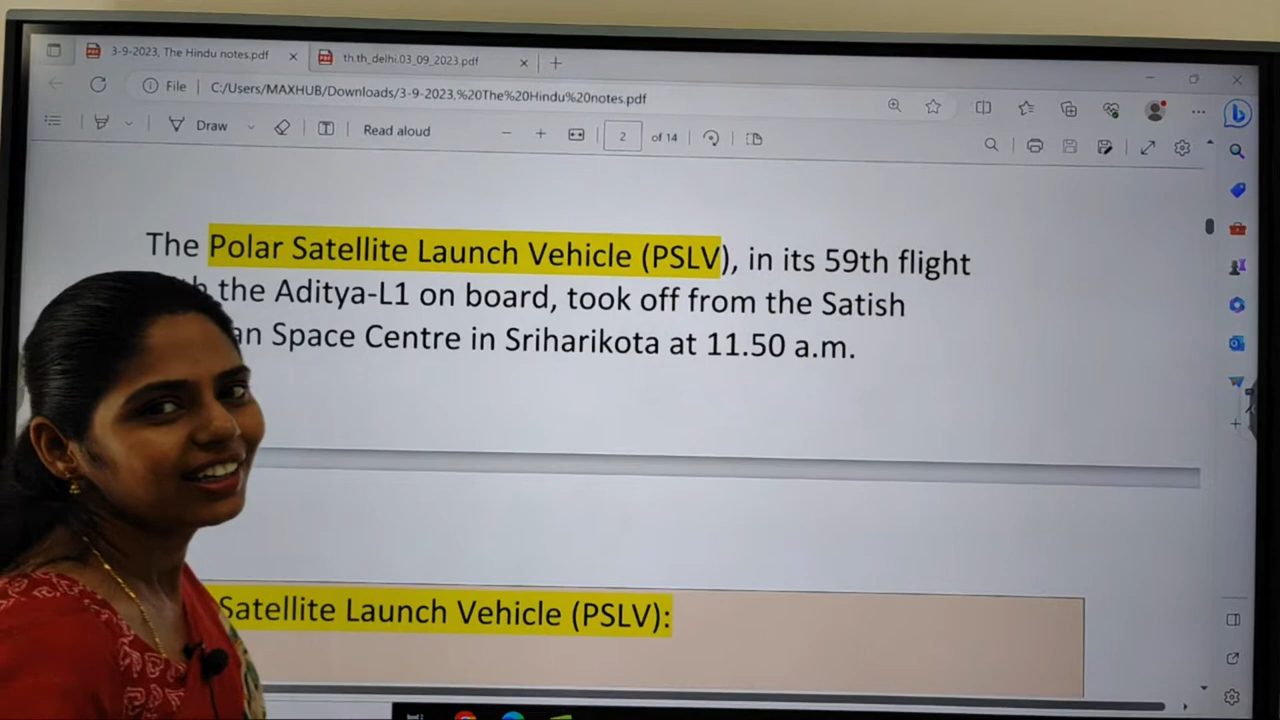 3-9-2023, The Hindu notes.pdf
th.th_delhi.03_09_2023.pdf
File
C:/Users/MAXHUB/Downloads/3-9-2023,%20The%20Hindu%20notes.pdf
Draw
Read aloud
2
of 14
The Polar Satellite Launch Vehicle (PSLV), in its 59th flight
the Aditya-L1 on board, took off from the Satish
Space Centre in Sriharikota at 11.50 a.m.
Satellite Launch Vehicle (PSLV):